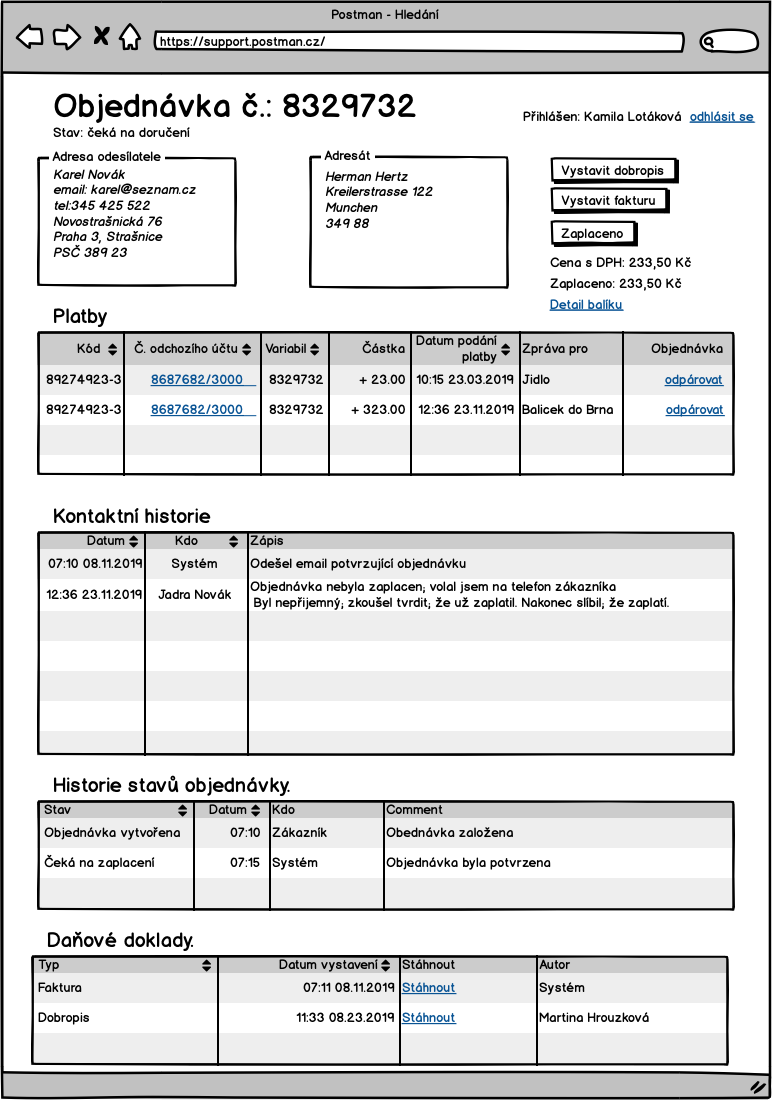 Postman - Hledání
https://support.postman.cz/
Objednávka č.: 8329732
Přihlášen: Kamila Lotáková odhlásit se
Stav: čeká na doručení
Adresa odesílatele
Karel Novák
email: karel@seznam.cz
tel:345 425 522
Novostrašnická 76
Praha 3, Strašnice
PSČ 389 23
Adresát
Herman Hertz
Kreilerstrasse 122
Munchen
349 88
Vystavit dobropis
Vystavit fakturu
Zaplaceno
Cena s DPH: 233,50 Kč
Zaplaceno: 233,50 Kč
Detail balíku
Platby
Kód Č. odchozího účtu Variabil Částka Datum podání platby Zpráva pro Objednávka
89274923-3 8687682/3000 8329732 + 23.00 10:15 23.03.2019 Jidlo odpárovat
89274923-3 8687682/3000 8329732 + 323.00 12:36 23.11.2019 Balicek do Brna odpárovat
Kontaktní historie
Datum Kdo Zápis
07:10 08.11.2019 Systém Odešel email potvrzující objednávku
12:36 23.11.2019 Jadra Novák Objednávka nebyla zaplacen; volal jsem na telefon zákazníka
Byl nepřijemný; zkoušel tvrdit; že už zaplatil. Nakonec slíbil; že zaplatí.
Historie stavů objednávky.
Stav Datum Kdo Comment
Objednávka vytvořena 07:10 Zákazník Obednávka založena
Čeká na zaplacení 07:15 Systém Objednávka byla potvrzena
Daňové doklady.
Typ Datum vystavení Stáhnout Autor
Faktura 07:11 08.11.2019 Stáhnout Systém
Dobropis 11:33 08.23.2019 Stáhnout Martina Hrouzková